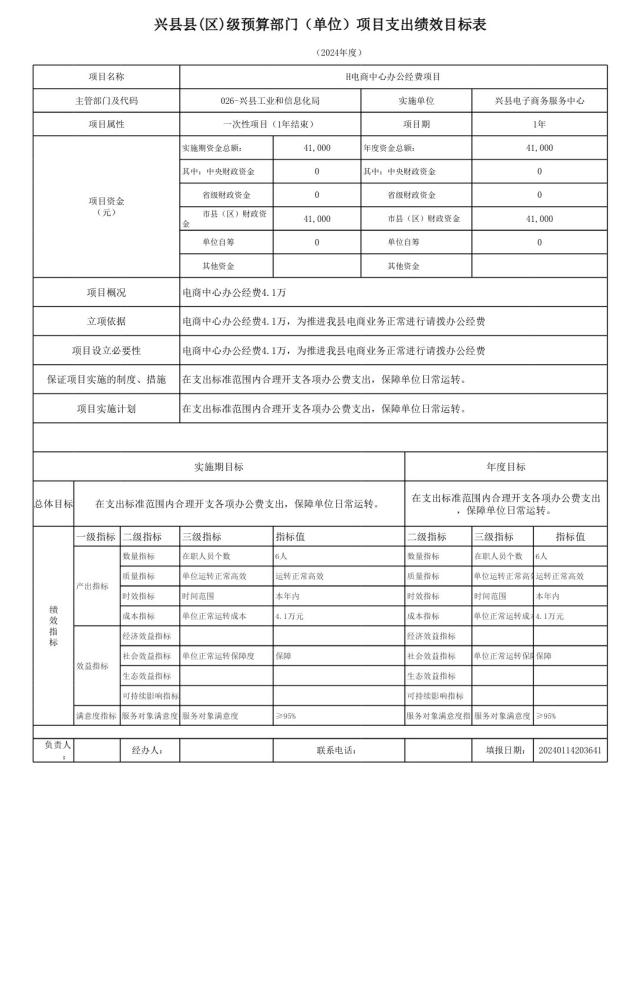 兴县县(区)级预算部门（单位）项目支出绩效目标表
（2024年度）
项目名称 H电商中心办公经费项目
主管部门及代码 026-兴县工业和信息化局 实施单位 兴县电子商务服务中心
项目属性 一次性项目（1年结束） 项目期 1年
项目资金（元） 实施期资金总额： 41,000 年度资金总额： 41,000
其中：中央财政资金 0 其中：中央财政资金 0
省级财政资金 0 省级财政资金 0
市县（区）财政资金 41,000 市县（区）财政资金 41,000
单位自筹 0 单位自筹 0
其他资金 其他资金
项目概况 电商中心办公经费4.1万
立项依据 电商中心办公经费4.1万，为推进我县电商业务正常进行请拨办公经费
项目设立必要性 电商中心办公经费4.1万，为推进我县电商业务正常进行请拨办公经费
保证项目实施的制度、措施 在支出标准范围内合理开支各项办公费支出，保障单位日常运转。
项目实施计划 在支出标准范围内合理开支各项办公费支出，保障单位日常运转。
实施期目标 年度目标
总体目标 在支出标准范围内合理开支各项办公费支出，保障单位日常运转。 在支出标准范围内合理开支各项办公费支出，保障单位日常运转。
绩效指标 一级指标 二级指标 三级指标 指标值 二级指标 三级指标 指标值
产出指标 数量指标 在职人员个数 6人 数量指标 在职人员个数 6人
质量指标 单位运转正常高效 运转正常高效 质量指标 单位运转正常高 运转正常高效
时效指标 时间范围 本年内 时效指标 时间范围 本年内
成本指标 单位正常运转成本 4.1万元 成本指标 单位正常运转成 4.1万元
效益指标 经济效益指标 经济效益指标
社会效益指标 单位正常运转保障度 保障 社会效益指标 单位正常运转保 保障
生态效益指标 生态效益指标
可持续影响指标 可持续影响指标
满意度指标 服务对象满意度 服务对象满意度 ≥95% 服务对象满意度指 服务对象满意度 ≥95%
负责人： 经办人： 联系电话： 填报日期： 20240114203641